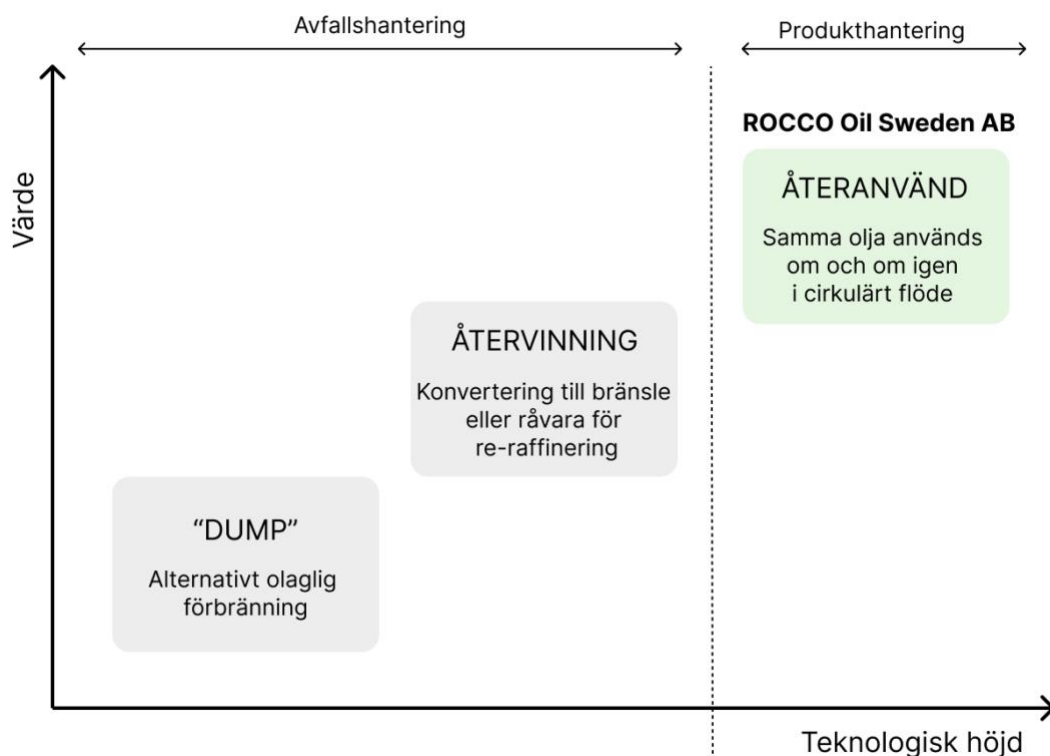 Avfallshantering
Produkthantering
ROCCO Oil Sweden AB
Värde
ÅTERANVÄND
Samma olja används
om och om igen
i cirkulärt flöde
ÅTERVINNING
Konvertering till bränsle
eller råvara för
re-raffinering
“DUMP”
Alternativt olaglig
förbränning
Teknologisk höjd